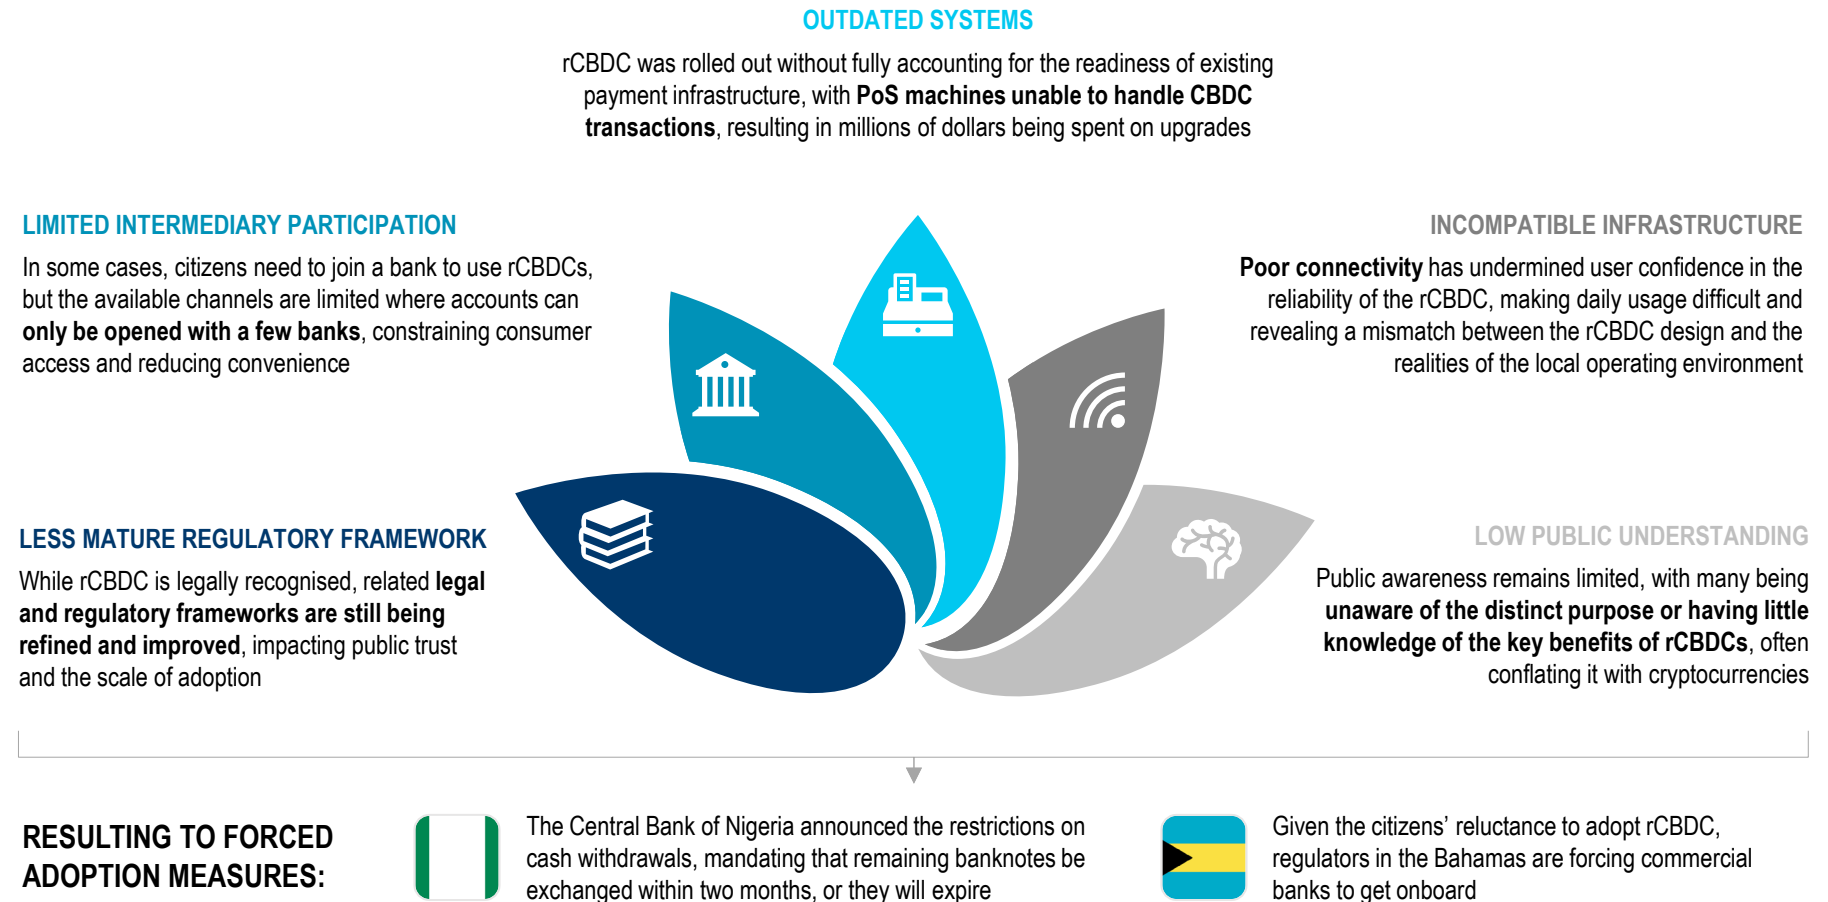 OUTDATED SYSTEMS
rCBDC was rolled out without fully accounting for the readiness of existing
payment infrastructure, with PoS machines unable to handle CBDC
transactions, resulting in millions of dollars being spent on upgrades
LIMITED INTERMEDIARY PARTICIPATION
In some cases, citizens need to join a bank to use rCBDCs,
but the available channels are limited where accounts can
only be opened with a few banks, constraining consumer
access and reducing convenience
INCOMPATIBLE INFRASTRUCTURE
Poor connectivity has undermined user confidence in the
reliability of the rCBDC, making daily usage difficult and
revealing a mismatch between the rCBDC design and the
realities of the local operating environment
LESS MATURE REGULATORY FRAMEWORK
While rCBDC is legally recognised, related legal
and regulatory frameworks are still being
refined and improved, impacting public trust
and the scale of adoption
LOW PUBLIC UNDERSTANDING
Public awareness remains limited, with many being
unaware of the distinct purpose or having little
knowledge of the key benefits of rCBDCs, often
conflating it with cryptocurrencies
RESULTING TO FORCED
ADOPTION MEASURES:
The Central Bank of Nigeria announced the restrictions on
cash withdrawals, mandating that remaining banknotes be
exchanged within two months, or they will expire
Given the citizens' reluctance to adopt rCBDC,
regulators in the Bahamas are forcing commercial
banks to get onboard